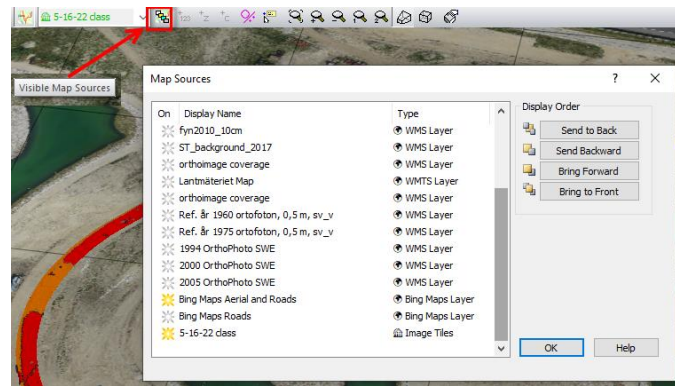 5-16-22 class
Visible Map Sources
Map Sources
? X
On Display Name Type
fyn2010_10cm WMS Layer
ST_background_2017 WMS Layer
orthoimage coverage WMS Layer
Lantmäteriet Map WMTS Layer
orthoimage coverage WMS Layer
Ref. år 1960 ortofoton, 0,5 m, sv_v WMS Layer
Ref. år 1975 ortofoton, 0,5 m, sv_v WMS Layer
1994 OrthoPhoto SWE WMS Layer
2000 OrthoPhoto SWE WMS Layer
2005 OrthoPhoto SWE WMS Layer
Bing Maps Aerial and Roads Bing Maps Layer
Bing Maps Roads Bing Maps Layer
5-16-22 class Image Tiles
Display Order
Send to Back
Send Backward
Bring Forward
Bring to Front
OK Help